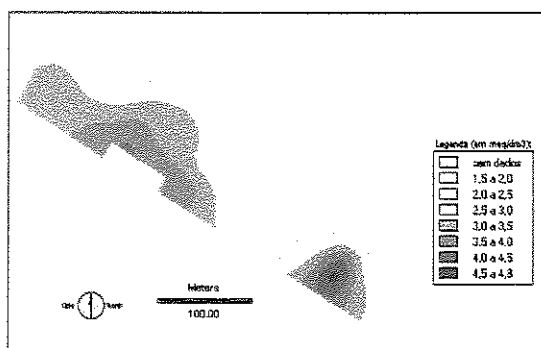 Legenda (em meq/dm3):
sem dados
1,5 a 2,0
2,0 a 2,5
2,5 a 3,0
3,0 a 3,5
3,5 a 4,0
4,0 a 4,5
4,5 a 4,8
Meters
North
100.00